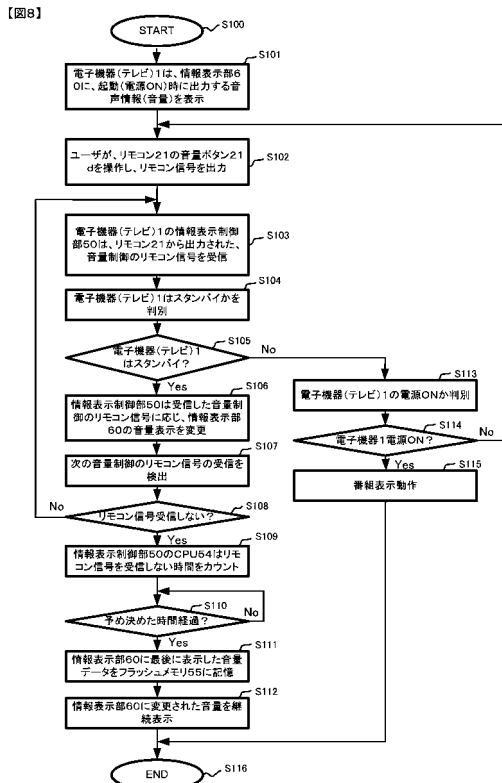 【図8】
START
S100
S101
電子機器(テレビ)1は、情報表示部6
0に、起動(電源ON)時に出力する音
声情報(音量)を表示
ユーザが、リモコン21の音量ボタン21
dを操作し、リモコン信号を出力
S102
電子機器(テレビ)1の情報表示制御
部50は、リモコン21から出力された、
音量制御のリモコン信号を受信
S103
S104
電子機器(テレビ)1はスタンバイかを
判別
S105
電子機器(テレビ)1
はスタンバイ?
No
Yes
S106
情報表示制御部50は受信した音量制
御のリモコン信号に応じ、情報表示部
60の音量表示を変更
S107
次の音量制御のリモコン信号の受信を
検出
No
リモコン信号受信しない?
S108
Yes
S109
情報表示制御部50のCPU54はリモ
コン信号を受信しない時間をカウント
S110
予め決めた時間経過?
No
Yes
S111
情報表示部60に最後に表示した音量
データをフラッシュメモリ55に記憶
S112
情報表示部60に変更された音量を継
続表示
END
S116
S113
電子機器(テレビ)1の電源ONか判別
S114
電子機器1電源ON?
No
Yes
S115
番組表示動作